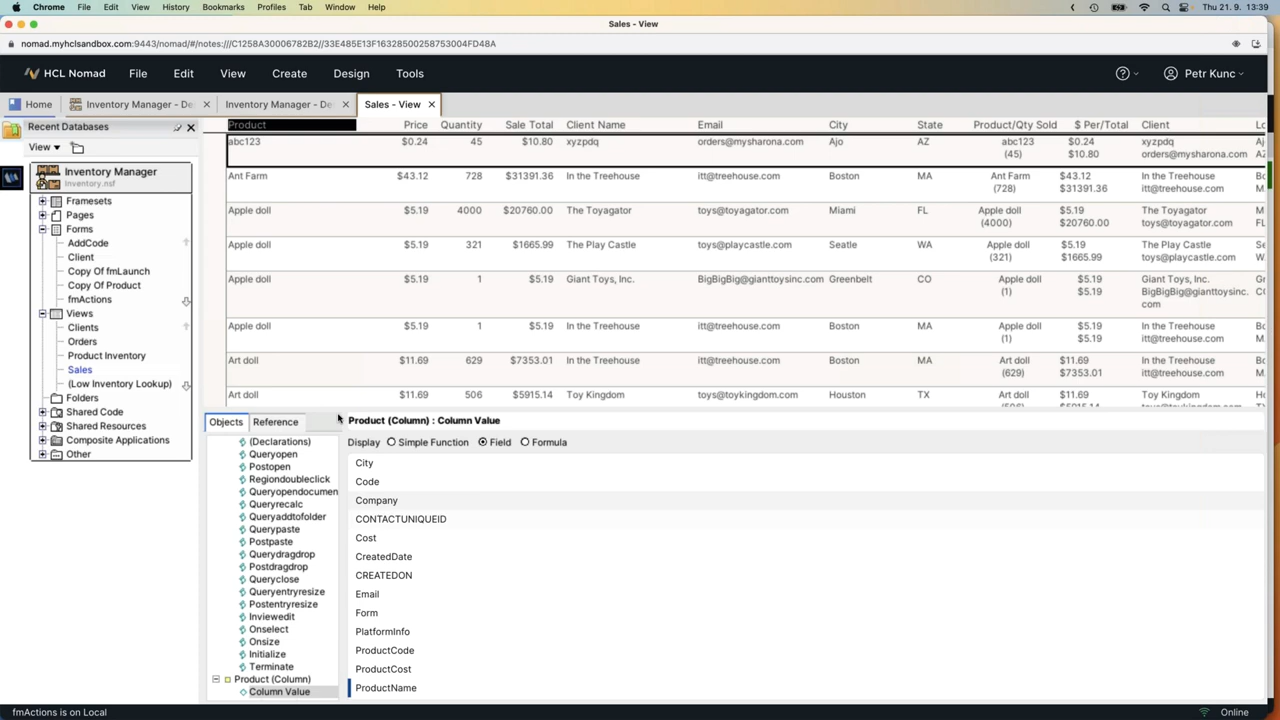 Chrome File Edit View History Bookmarks Profiles Tab Window Help Thu 21. 9. 13:39
Sales - View
nomad.myhclsandbox.com:9443/nomad/#/notes:///C1258A30006782B2//33E485E13F16328500258753004FD48A
HCL Nomad File Edit View Create Design Tools Petr Kunc
Home Inventory Manager - De Inventory Manager - De: Sales - View
Recent Databases
View
Inventory Manager
Inventory.nsf
Framesets
Pages
Forms
AddCode
Client
Copy Of fmLaunch
Copy Of Product
fmActions
Views
Clients
Orders
Product Inventory
Sales
(Low Inventory Lookup)
Folders
Shared Code
Shared Resources
Composite Applications
Other
Product Price Quantity Sale Total Client Name Email City State Product/Qty Sold $ Per/Total Client Lo
abc123 $0.24 45 $10.80 xyzpdq orders@mysharona.com Ajo AZ abc123 $0.24 xyzpdq Aj
(45) $10.80 orders@mysharona.com AZ
Ant Farm $43.12 728 $31391.36 In the Treehouse itt@treehouse.com Boston MA Ant Farm $43.12 In the Treehouse Bo
(728) $31391.36 itt@treehouse.com M
Apple doll $5.19 4000 $20760.00 The Toyagator toys@toyagator.com Miami FL Apple doll $5.19 The Toyagator M
(4000) $20760.00 toys@toyagator.com FL
Apple doll $5.19 321 $1665.99 The Play Castle toys@playcastle.com Seatle WA Apple doll $5.19 The Play Castle Se
(321) $1665.99 toys@playcastle.com W
Apple doll $5.19 1 $5.19 Giant Toys, Inc. BigBigBig@gianttoysinc.com Greenbelt CO Apple doll $5.19 Giant Toys, Inc. G
(1) $5.19 BigBigBig@gianttoysinc. CC
com
Apple doll $5.19 1 $5.19 In the Treehouse itt@treehouse.com Boston MA Apple doll $5.19 In the Treehouse Bo
(1) $5.19 itt@treehouse.com M
Art doll $11.69 629 $7353.01 In the Treehouse itt@treehouse.com Boston MA Art doll $11.69 In the Treehouse Bo
(629) $7353.01 itt@treehouse.com M
Art doll $11.69 506 $5915.14 Toy Kingdom toys@toykingdom.com Houston TX Art doll $11.69 Toy Kingdom H
Objects Reference
(Declarations)
Queryopen
Postopen
Regiondoubleclick
Queryopendocumen
Queryrecalc
Queryaddtofolder
Querypaste
Postpaste
Querydragdrop
Postdragdrop
Queryclose
Queryentryresize
Postentryresize
Inviewedit
Onselect
Onsize
Initialize
Terminate
Product (Column)
Column Value
Product (Column) : Column Value
Display Simple Function Field Formula
City
Code
Company
CONTACTUNIQUEID
Cost
CreatedDate
CREATEDON
Email
Form
PlatformInfo
ProductCode
ProductCost
ProductName
fmActions is on Local Online